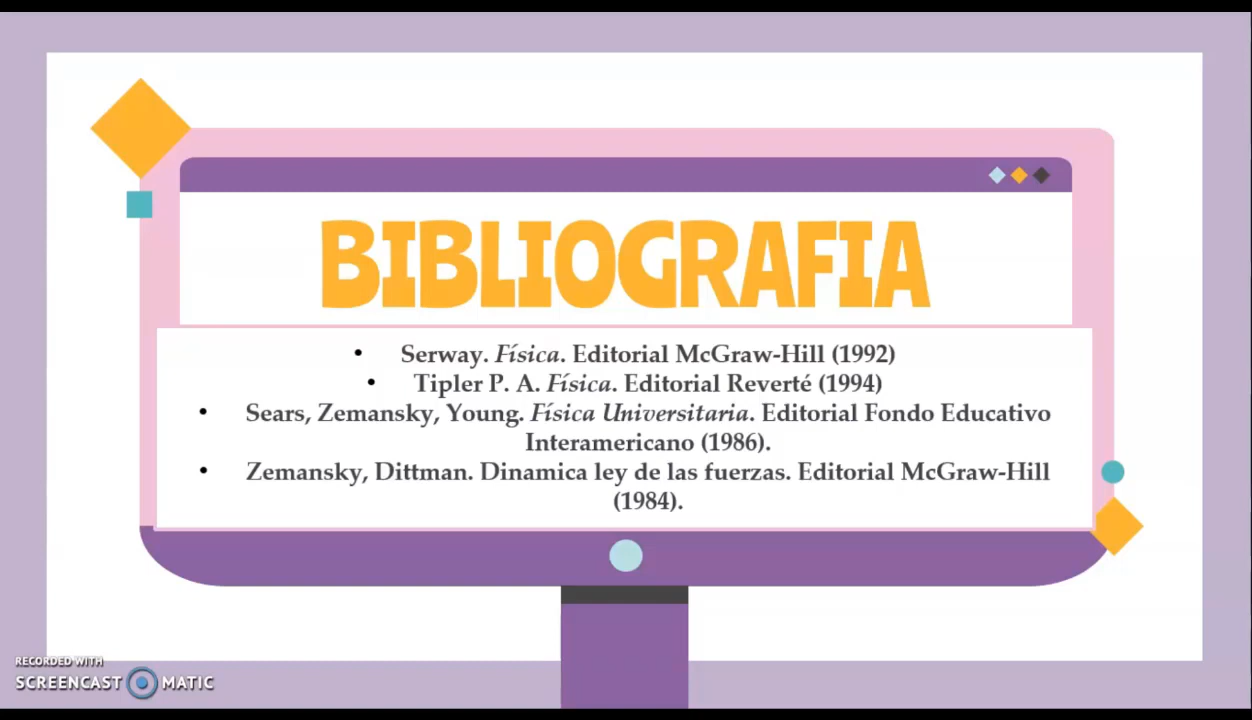 BIBLIOGRAFIA
• Serway. Física. Editorial McGraw-Hill (1992)
• Tipler P. A. Física. Editorial Reverté (1994)
• Sears, Zemansky, Young. Física Universitaria. Editorial Fondo Educativo
Interamericano (1986).
• Zemansky, Dittman. Dinamica ley de las fuerzas. Editorial McGraw-Hill
(1984).
RECORDED WITH
SCREENCAST MATIC